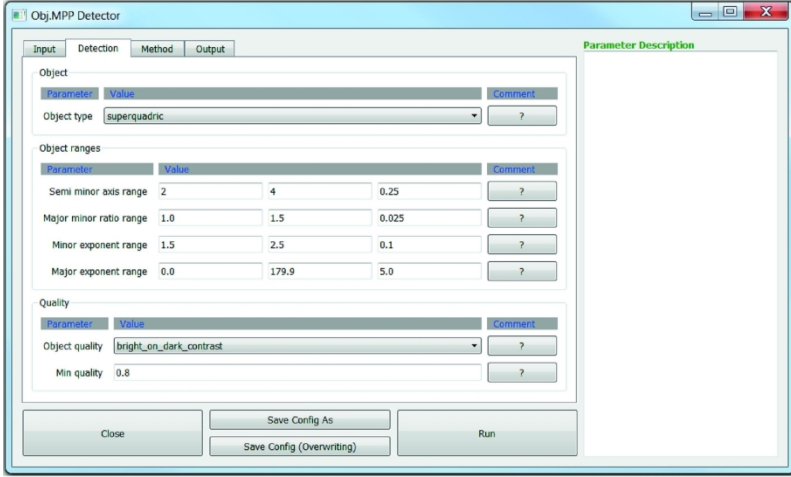 Obj.MPP Detector
Input Detection Method Output
Parameter Description
Object
Parameter Value Comment
Object type superquadric ?
Object ranges
Parameter Value Comment
Semi minor axis range 2 4 0.25 ?
Major minor ratio range 1.0 1.5 0.025 ?
Minor exponent range 1.5 2.5 0.1 ?
Major exponent range 0.0 179.9 5.0 ?
Quality
Parameter Value Comment
Object quality bright_on_dark_contrast ?
Min quality 0.8 ?
Close Save Config As Run
Save Config (Overwriting)